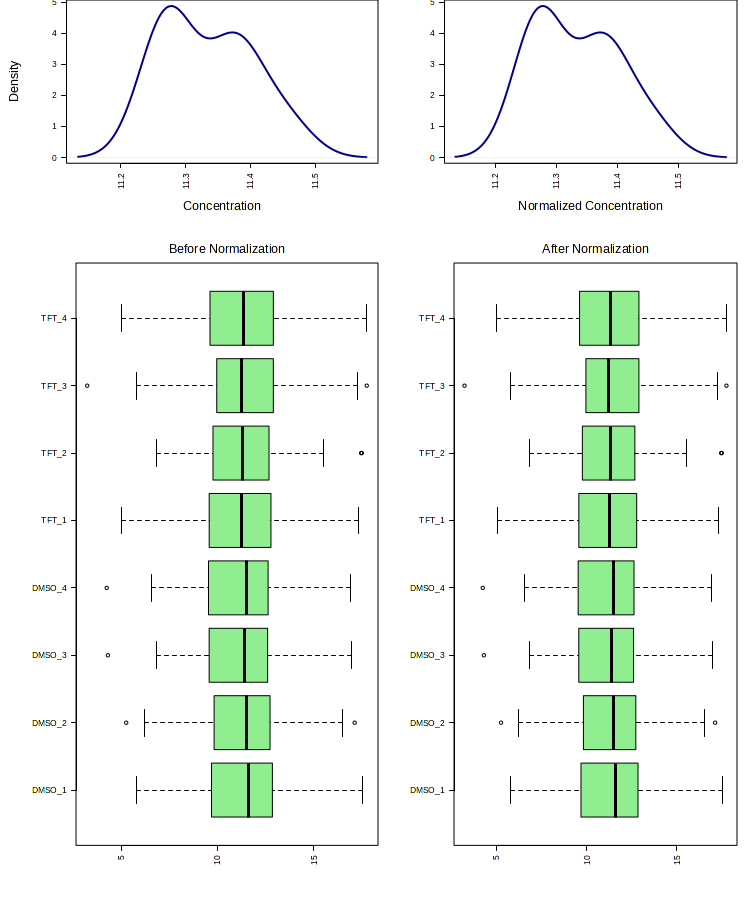 5
4
3
2
1
0
Density
11.2
11.3
11.4
11.5
Concentration
5
4
3
2
1
0
11.2
11.3
11.4
11.5
Normalized Concentration
Before Normalization
TFT_4
TFT_3
TFT_2
TFT_1
DMSO_4
DMSO_3
DMSO_2
DMSO_1
5
10
15
After Normalization
TFT_4
TFT_3
TFT_2
TFT_1
DMSO_4
DMSO_3
DMSO_2
DMSO_1
5
10
15